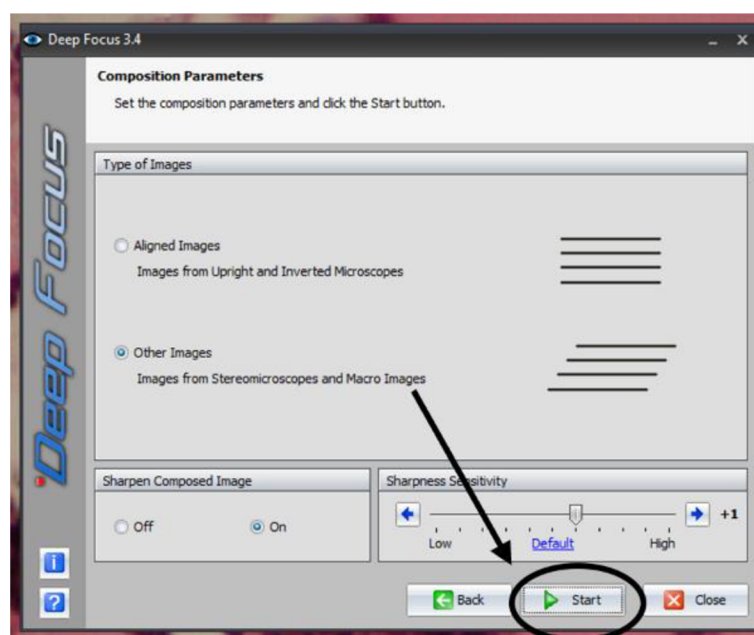 Deep Focus 3.4
Composition Parameters
Set the composition parameters and click the Start button.
Deep Focus
Type of Images
Aligned Images
Images from Upright and Inverted Microscopes
Other Images
Images from Stereomicroscopes and Macro Images
Sharpen Composed Image
Off
On
Sharpness Sensitivity
+1
Low
Default
High
Back
Start
Close